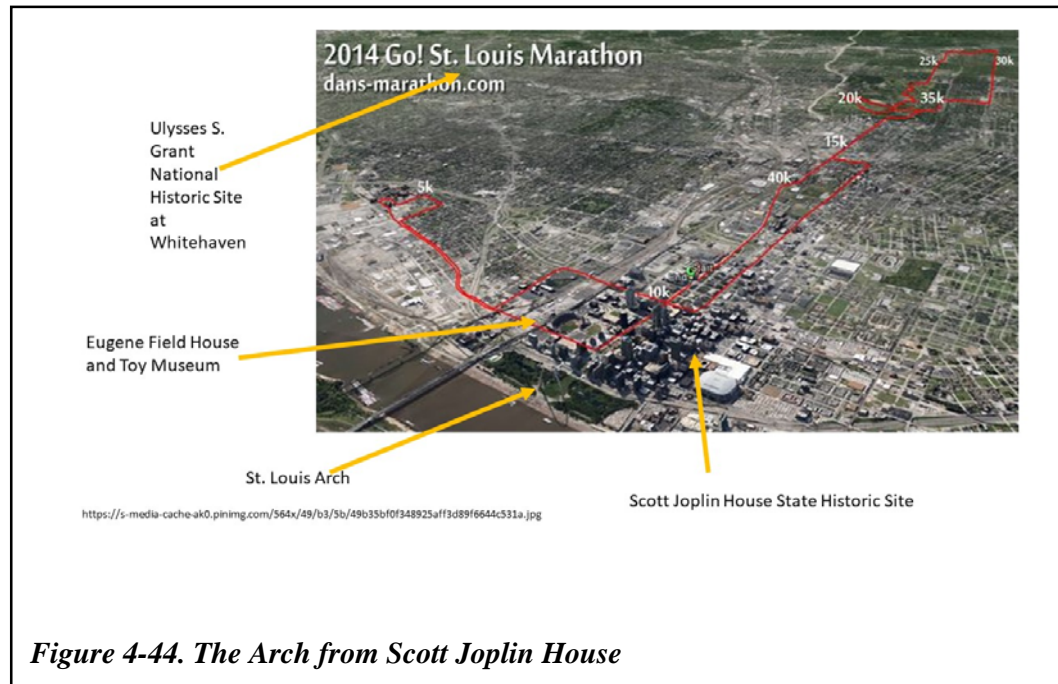 2014 Go! St. Louis Marathon
dans-marathon.com
25k
30k
20k
35k
15k
40k
5k
10k
Ulysses S.
Grant
National
Historic Site
at
Whitehaven
Eugene Field House
and Toy Museum
St. Louis Arch
Scott Joplin House State Historic Site
https://s-media-cache-ak0.pinimg.com/564x/49/b3/5b/49b35bf0f348925aff3d89f6644c531a.jpg
Figure 4-44. The Arch from Scott Joplin House